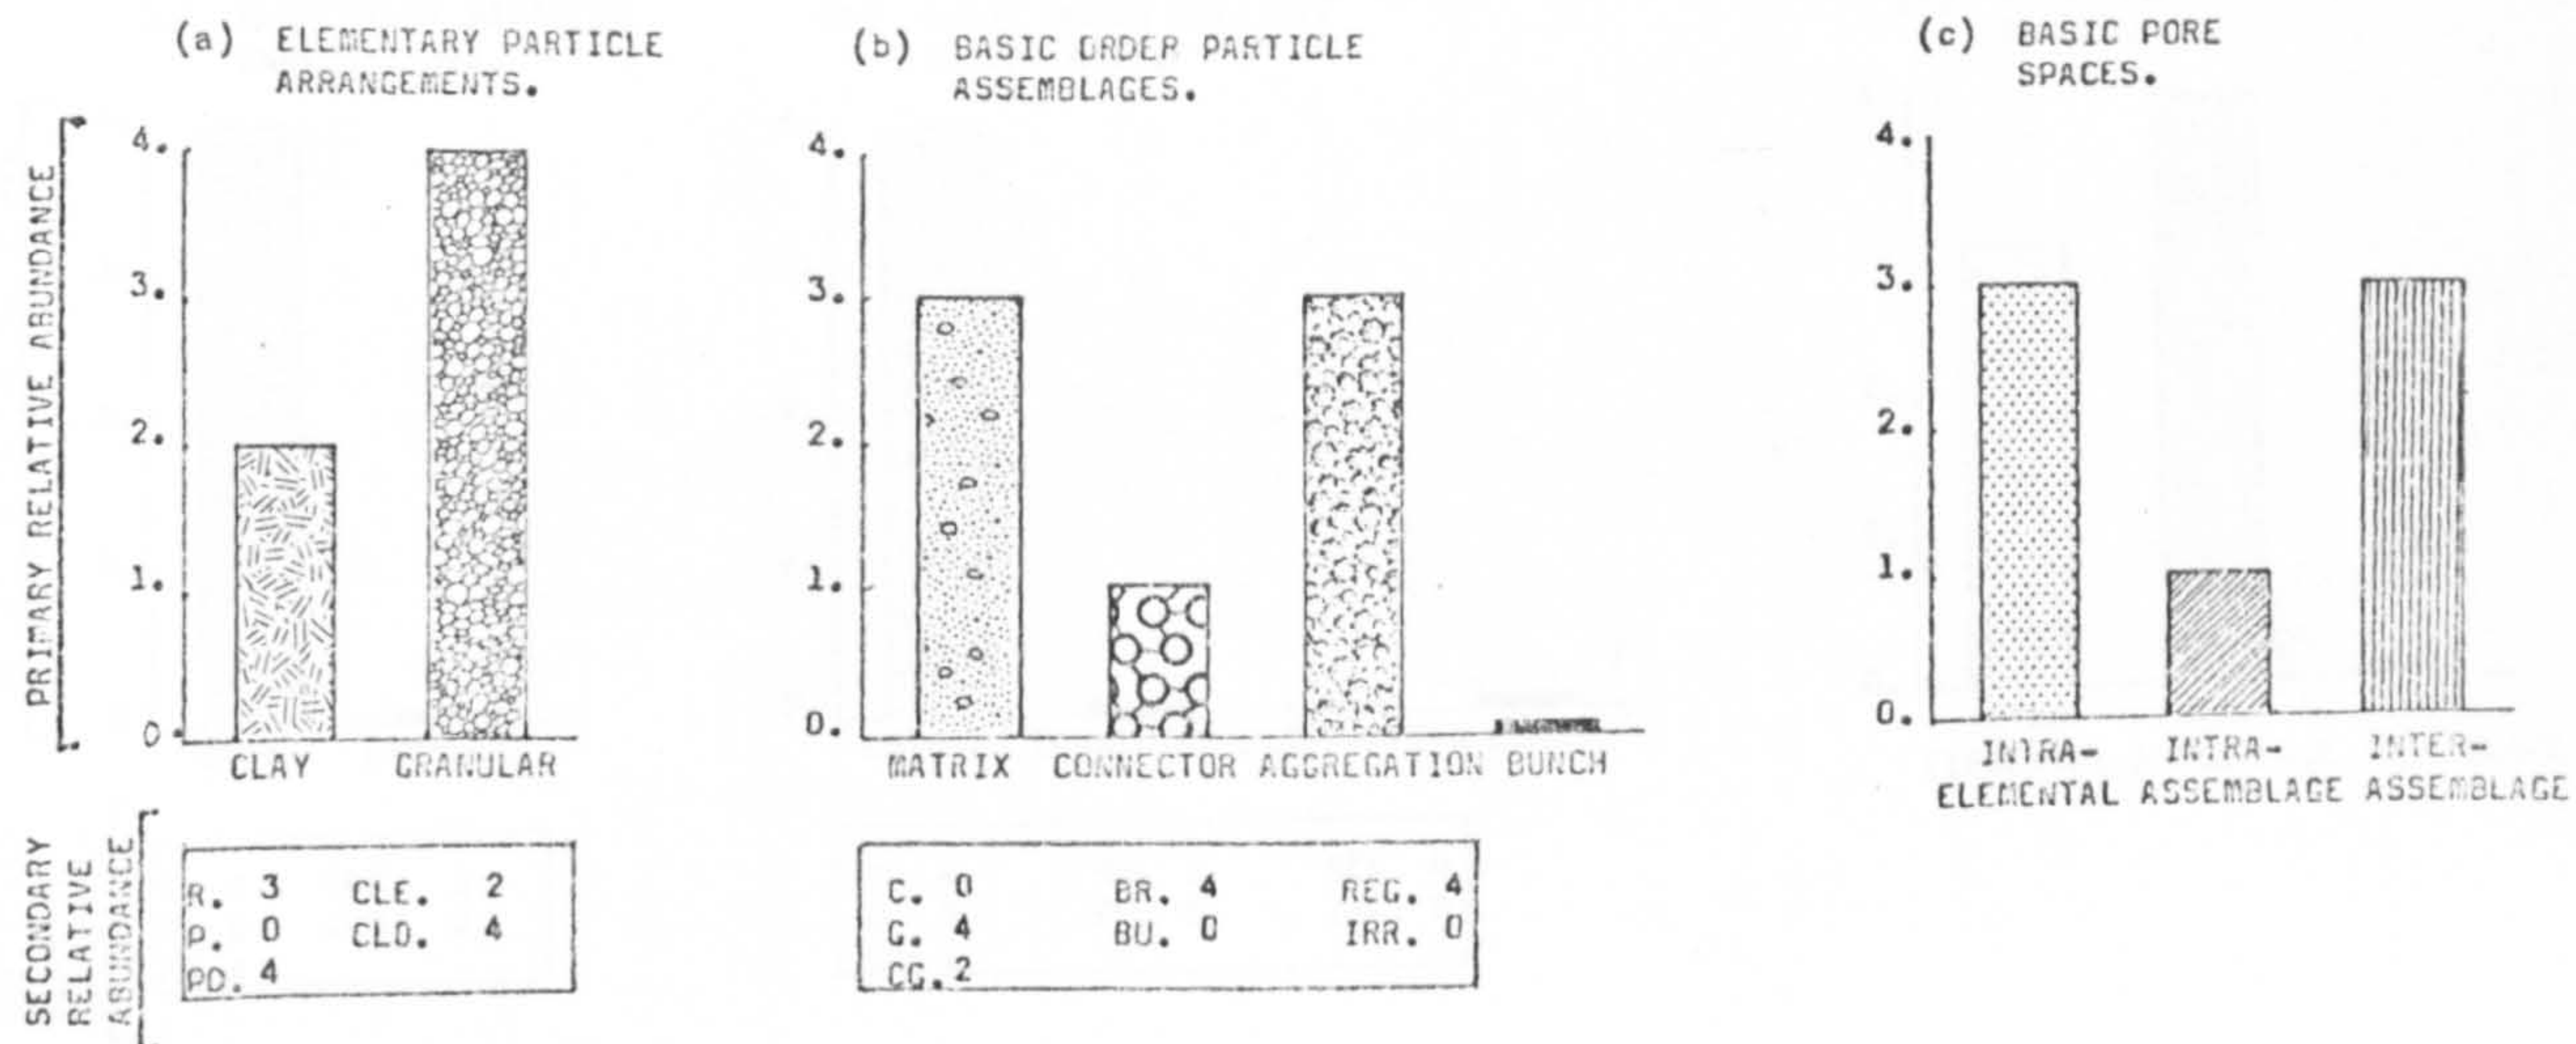 (a) ELEMENTARY PARTICLE
ARRANGEMENTS.
(b) BASIC ORDER PARTICLE
ASSEMBLAGES.
(c) BASIC PORE
SPACES.
PRIMARY RELATIVE ABUNDANCE
4.
3.
2.
1.
0.
CLAY GRANULAR
4.
3.
2.
1.
0.
MATRIX CONNECTOR AGGREGATION BUNCH
4.
3.
2.
1.
0.
INTRA- INTRA- INTER-
ELEMENTAL ASSEMBLAGE ASSEMBLAGE
SECONDARY
RELATIVE
ABUNDANCE
R. 3 CLE. 2
P. 0 CLO. 4
PD. 4
C. 0 BR. 4 REG. 4
G. 4 BU. 0 IRR. 0
CG. 2